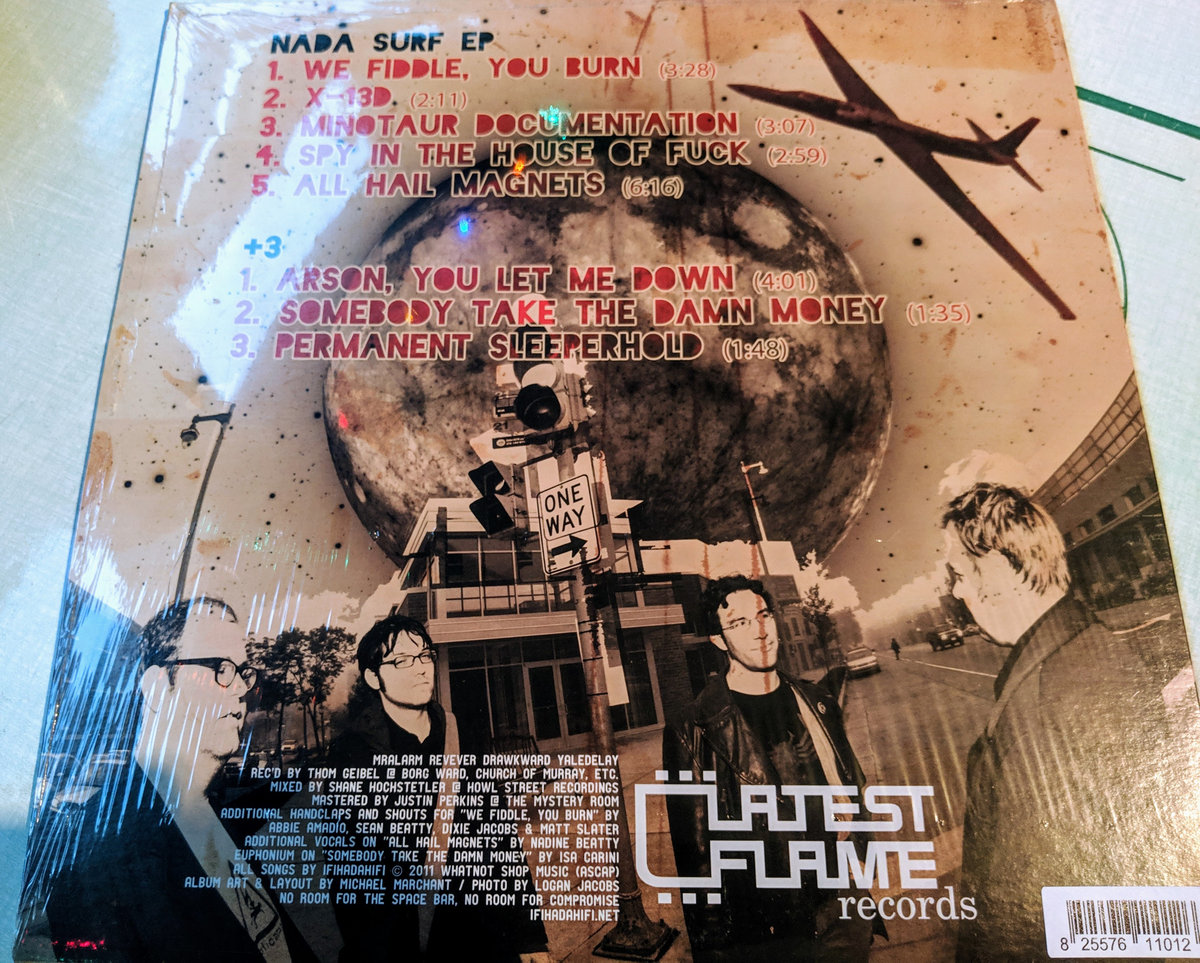 NADA SURF EP
1. WE FIDDLE, YOU BURN (3:28)
2. X-13D (2:11)
3. MINOTAUR DOCUMENTATION (3:07)
4. SPY IN THE HOUSE OF FUCK (2:59)
5. ALL HAIL MAGNETS (6:16)
+3
1. ARSON, YOU LET ME DOWN (4:01)
2. SOMEBODY TAKE THE DAMN MONEY (1:35)
3. PERMANENT SLEEPERHOLD (1:48)
ONE
WAY
MRALARM REVEVER DRAWKWARD YALEDELAY
REC'D BY THOM GEIBEL @ BORG WARD, CHURCH OF MURRAY, ETC.
MIXED BY SHANE HOCHSTETLER @ HOWL STREET RECORDINGS
MASTERED BY JUSTIN PERKINS @ THE MYSTERY ROOM
ADDITIONAL HANDCLAPS AND SHOUTS FOR "WE FIDDLE, YOU BURN" BY
ABBIE AMADIO, SEAN BEATTY, DIXIE JACOBS & MATT SLATER
ADDITIONAL VOCALS ON "ALL HAIL MAGNETS" BY NADINE BEATTY
EUPHONIUM ON "SOMEBODY TAKE THE DAMN MONEY" BY ISA CARINI
ALL SONGS BY IFIHADAHIFI © 2011 WHATNOT SHOP MUSIC (ASCAP)
ALBUM ART & LAYOUT BY MICHAEL MARCHANT / PHOTO BY LOGAN JACOBS
NO ROOM FOR THE SPACE BAR, NO ROOM FOR COMPROMISE
IFIHADAHIFI.NET
LATEST
FLAME
records
8 25576 11012